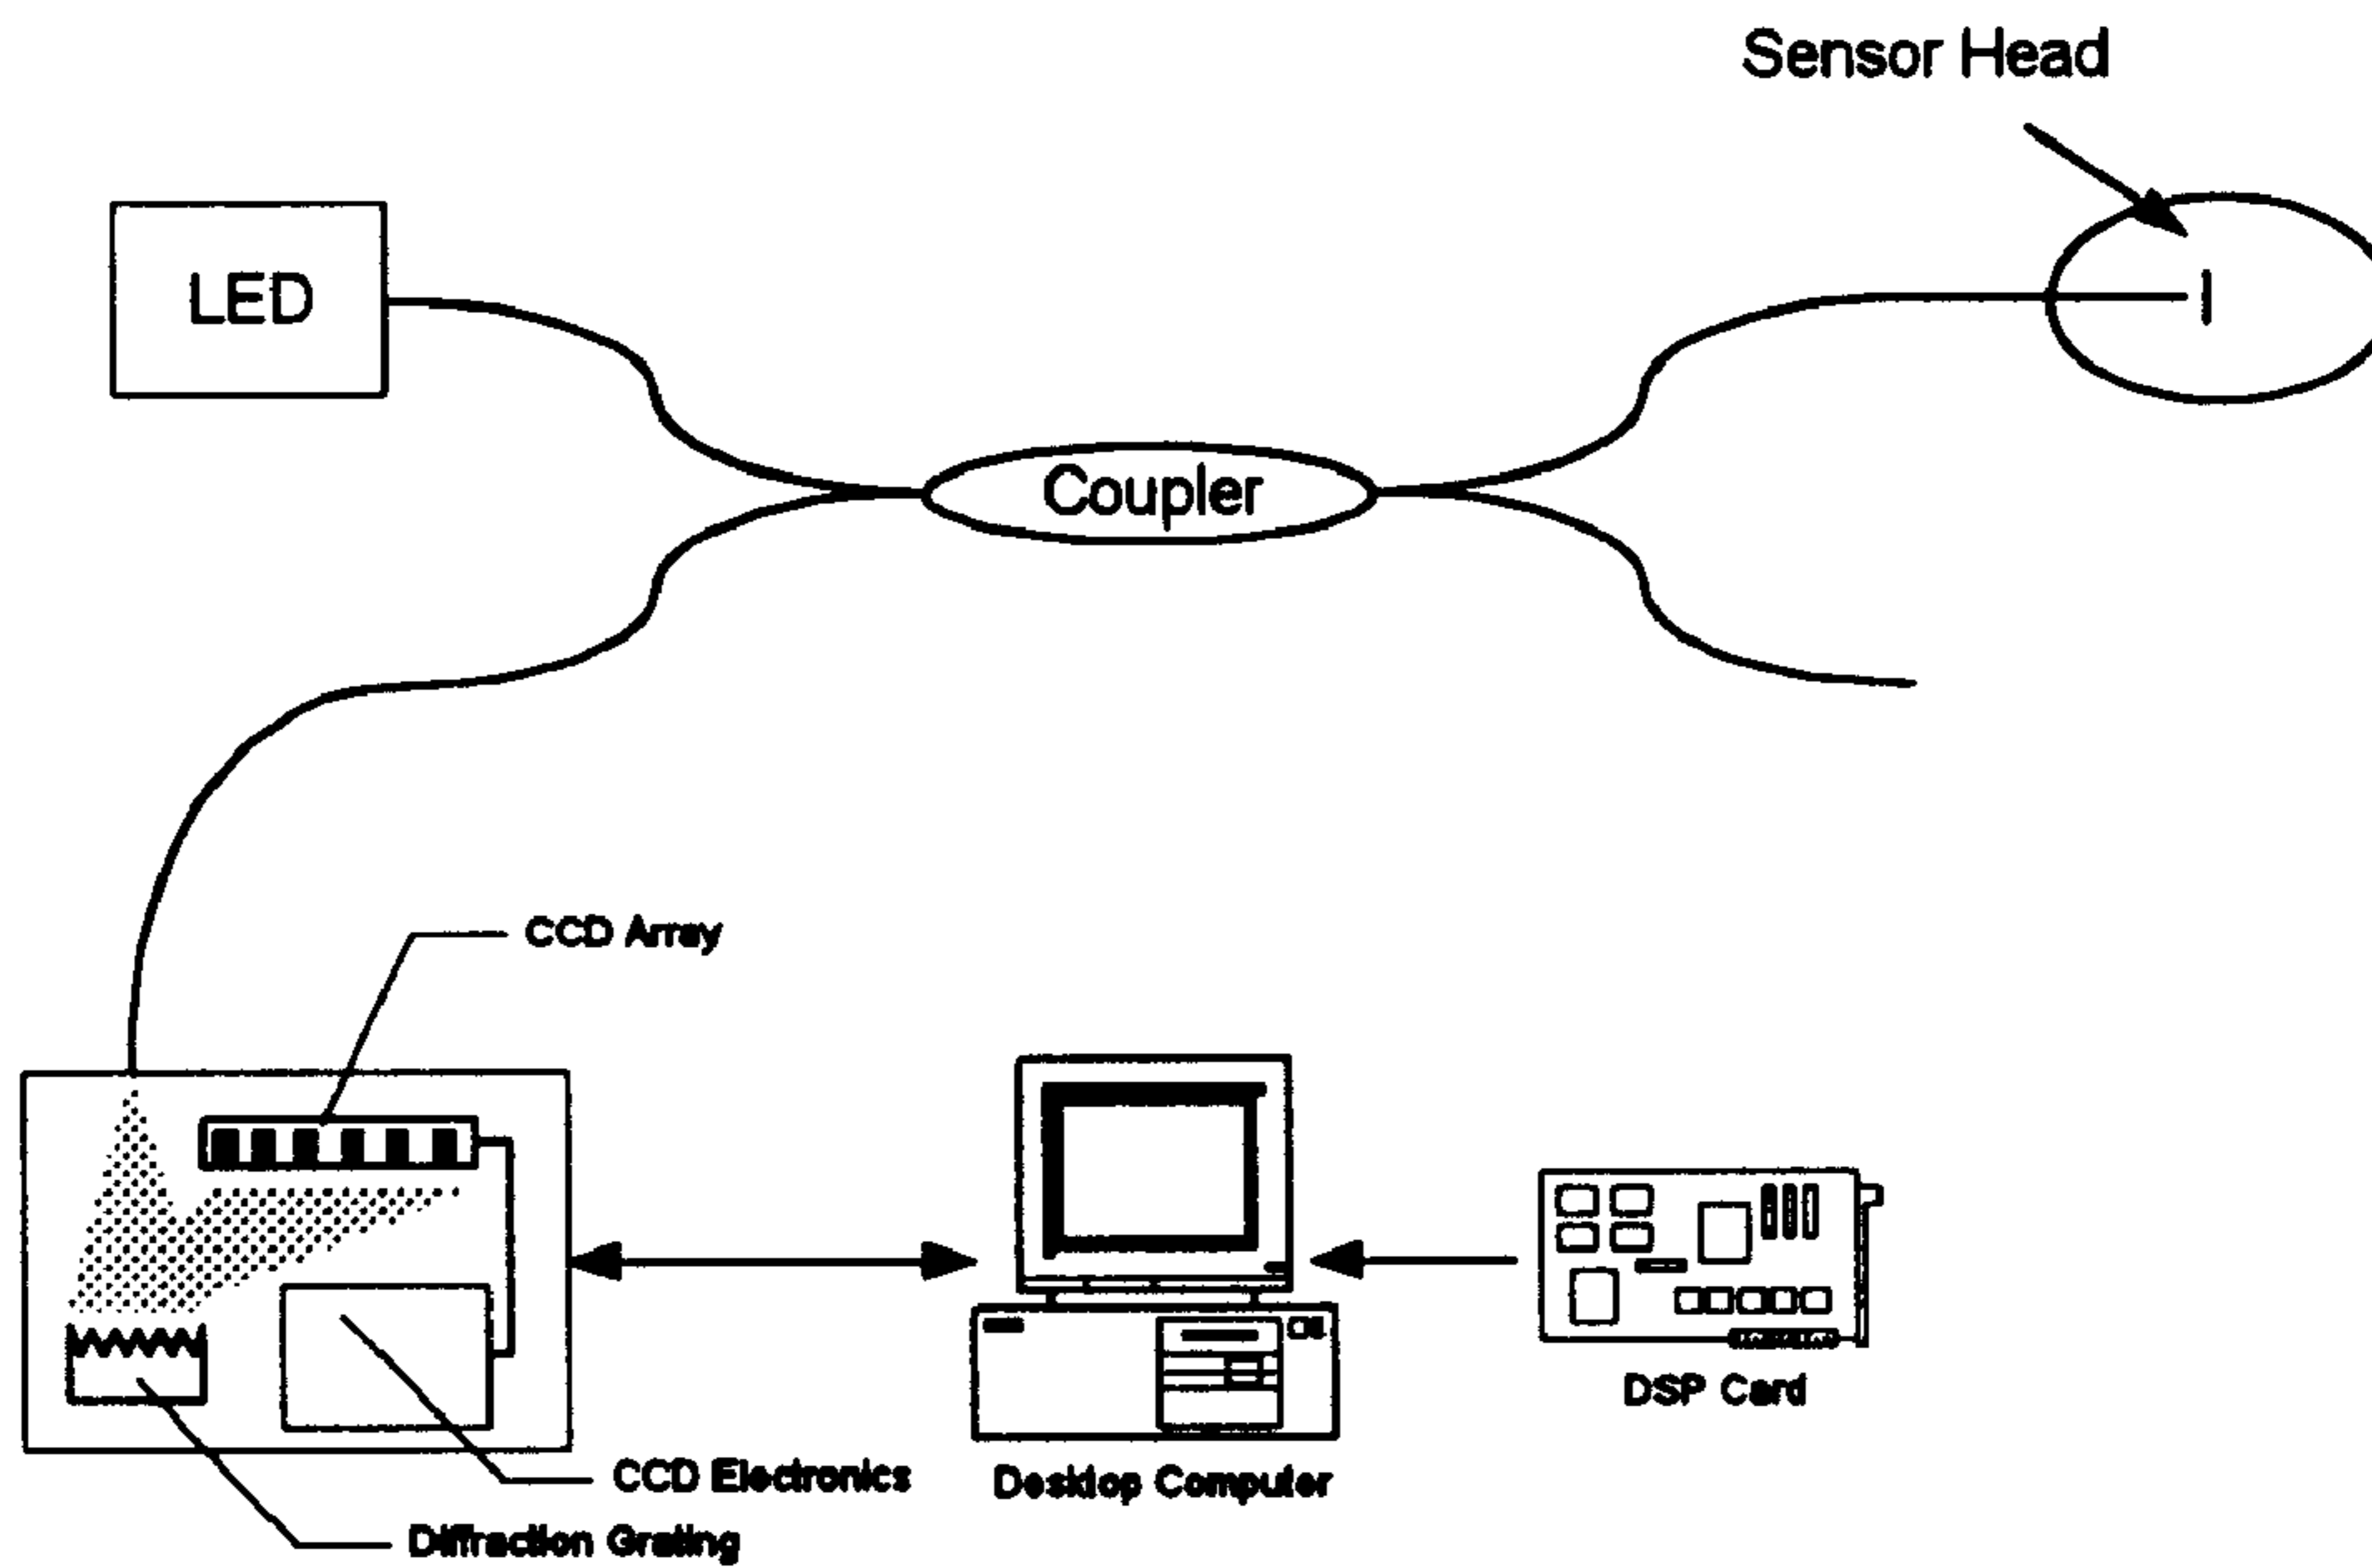 Sensor Head
LED
Coupler
CCD Array
DSP Card
CCD Electronics
Desktop Computer
Diffraction Grating